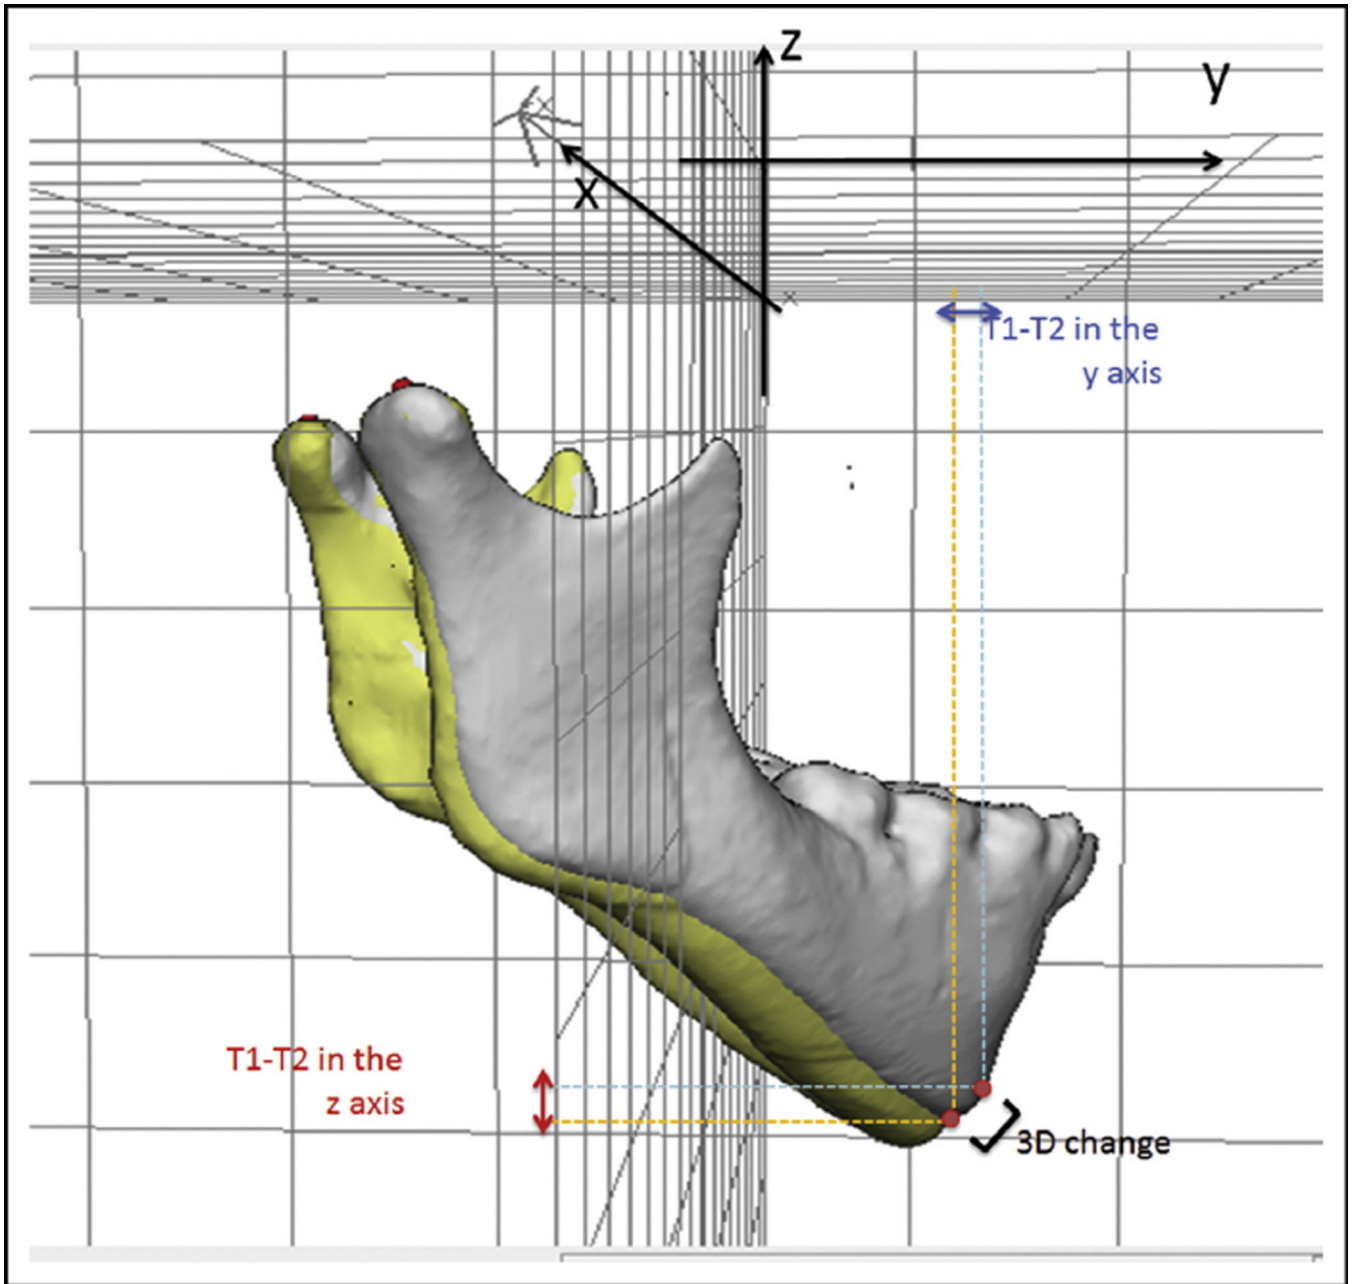 z
y
x
T1-T2 in the
y axis
T1-T2 in the
z axis
3D change